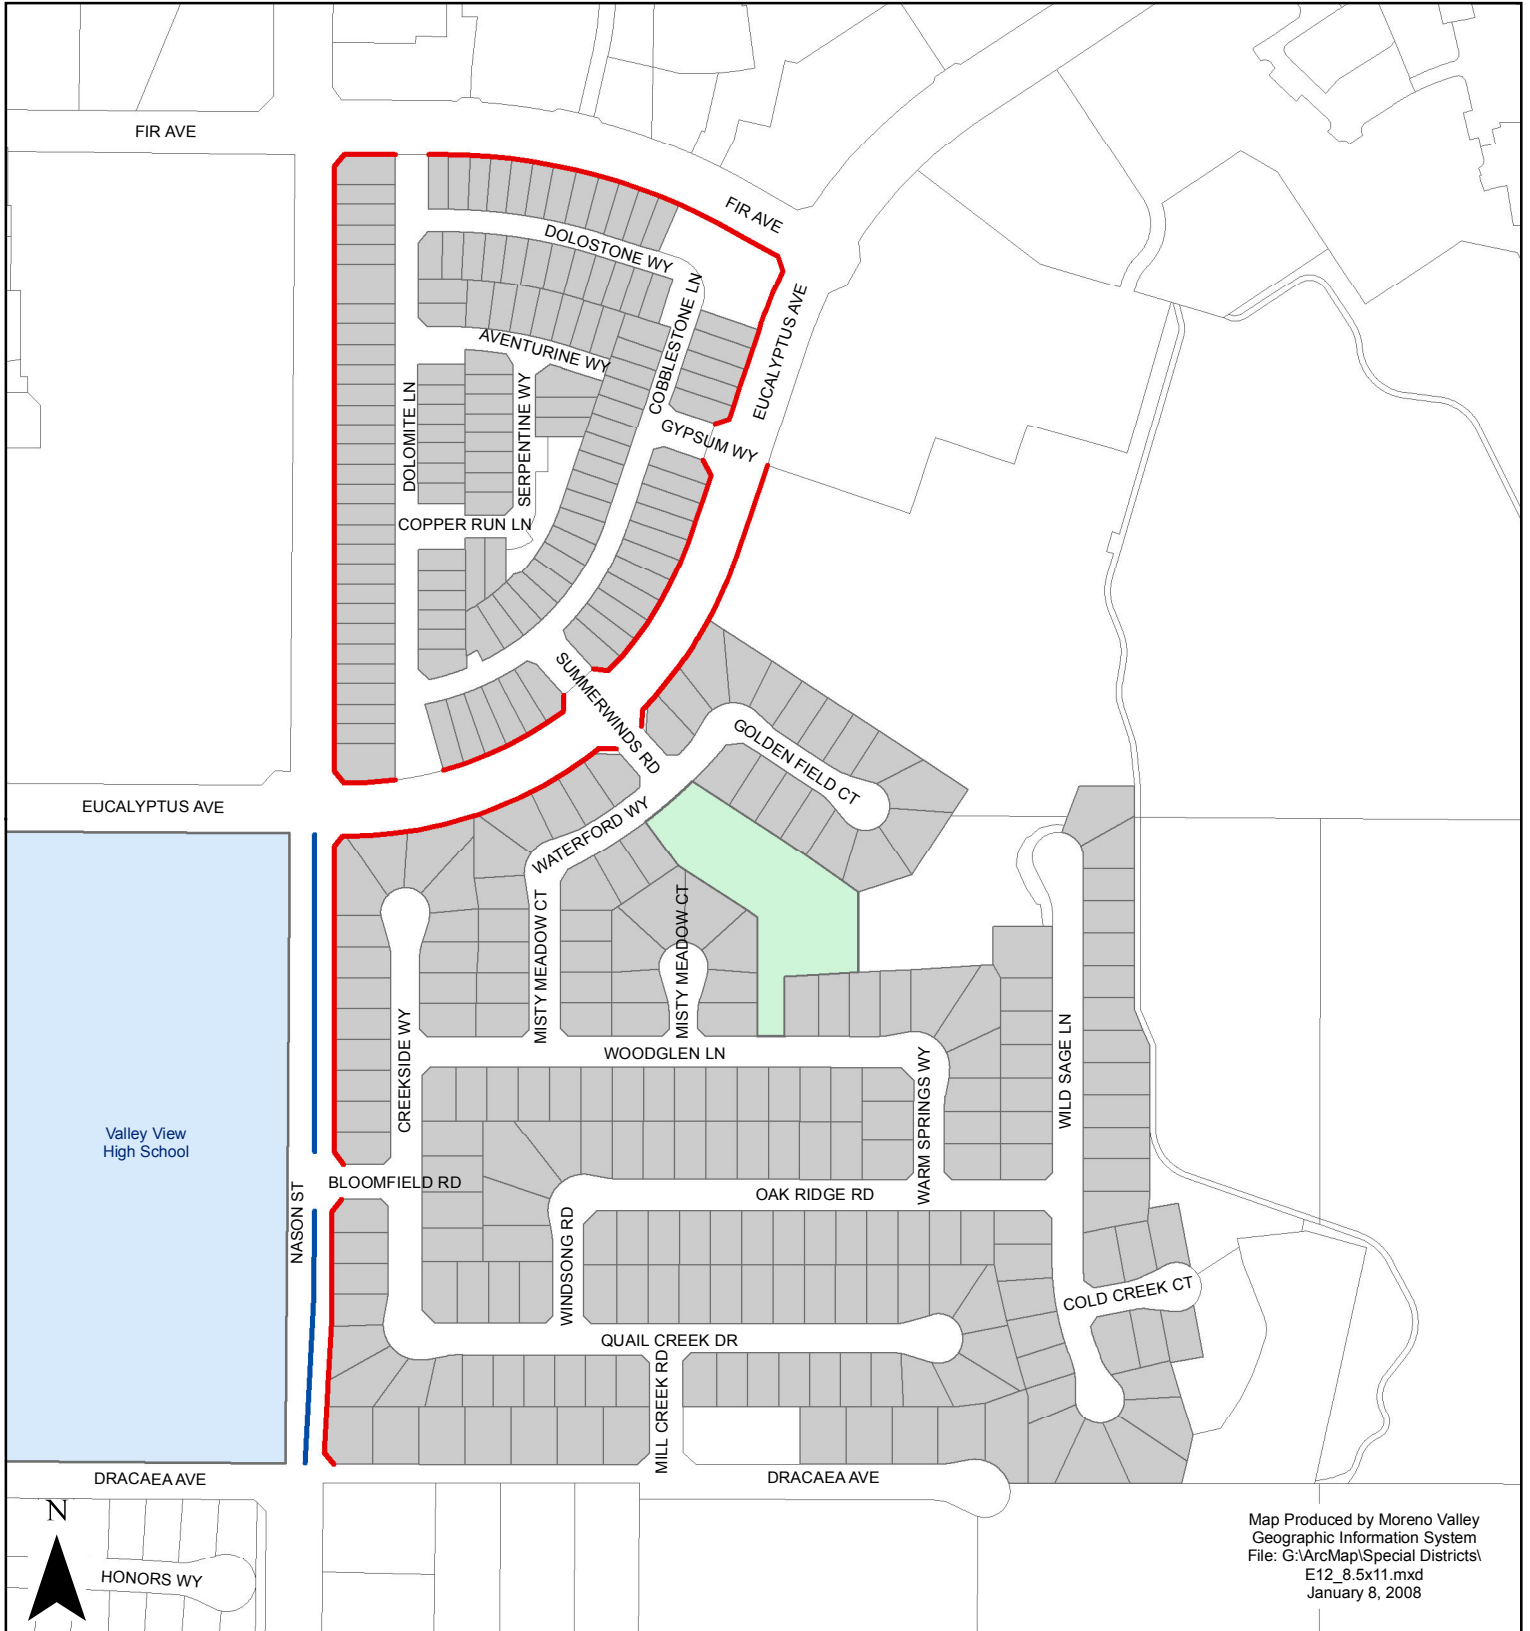 FIR AVE
FIR AVE
DOLOSTONE WY
COBBLESTONE LN
EUCALYPTUS AVE
AVENTURINE WY
DOLOMITE LN
SERPENTINE WY
GYPSUM WY
COPPER RUN LN
SUMMERWINDS RD
GOLDEN FIELD CT
EUCALYPTUS AVE
WATERFORD WY
MISTY MEADOW CT
MISTY MEADOW CT
CREEKSIDE WY
WOODGLEN LN
WARM SPRINGS WY
WILD SAGE LN
Valley View
High School
BLOOMFIELD RD
OAK RIDGE RD
NASON ST
WINDSONG RD
COLD CREEK CT
QUAIL CREEK DR
MILL CREEK RD
DRACAEA AVE
DRACAEA AVE
N
HONORS WY
Map Produced by Moreno Valley
Geographic Information System
File: G:\ArcMap\Special Districts\
E12_8.5x11.mxd
January 8, 2008